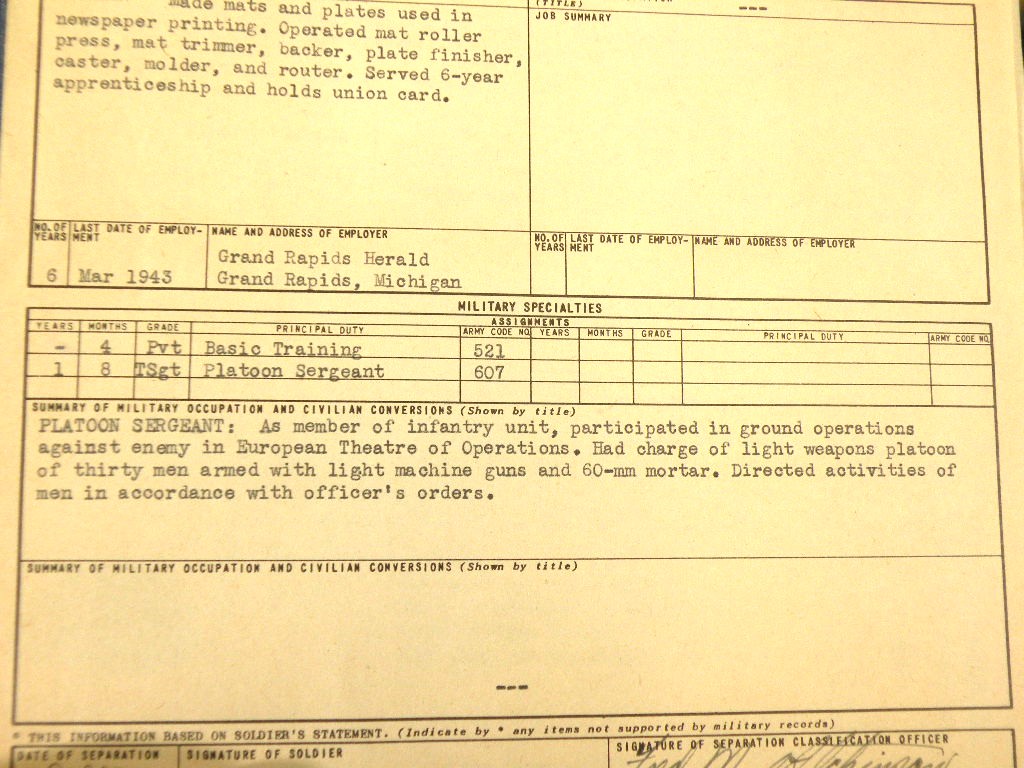 made mats and plates used in
newspaper printing. Operated mat roller
press, mat trimmer, backer, plate finisher,
caster, molder, and router. Served 6-year
apprenticeship and holds union card.
(TITLE) ---
JOB SUMMARY
NO. OF YEARS LAST DATE OF EMPLOY-MENT NAME AND ADDRESS OF EMPLOYER
6 Mar 1943 Grand Rapids Herald
Grand Rapids, Michigan
NO. OF YEARS LAST DATE OF EMPLOY-MENT NAME AND ADDRESS OF EMPLOYER
MILITARY SPECIALTIES
ASSIGNMENTS
YEARS MONTHS GRADE PRINCIPAL DUTY ARMY CODE NO. YEARS MONTHS GRADE PRINCIPAL DUTY ARMY CODE NO.
- 4 Pvt Basic Training 521
1 8 TSgt Platoon Sergeant 607
SUMMARY OF MILITARY OCCUPATION AND CIVILIAN CONVERSIONS (Shown by title)
PLATOON SERGEANT: As member of infantry unit, participated in ground operations
against enemy in European Theatre of Operations. Had charge of light weapons platoon
of thirty men armed with light machine guns and 60-mm mortar. Directed activities of
men in accordance with officer's orders.
SUMMARY OF MILITARY OCCUPATION AND CIVILIAN CONVERSIONS (Shown by title)
---
* THIS INFORMATION BASED ON SOLDIER'S STATEMENT. (Indicate by * any items not supported by military records)
DATE OF SEPARATION SIGNATURE OF SOLDIER SIGNATURE OF SEPARATION CLASSIFICATION OFFICER